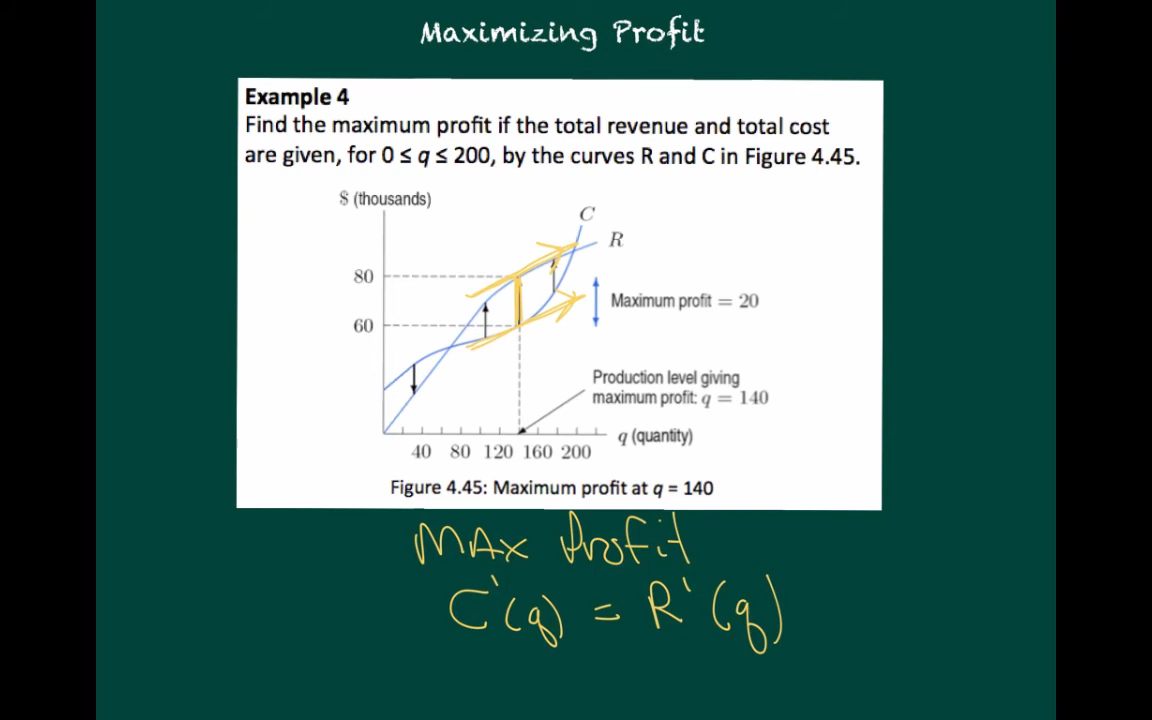 Maximizing Profit
Example 4
Find the maximum profit if the total revenue and total cost
are given, for 0 ≤ q ≤ 200, by the curves R and C in Figure 4.45.
$ (thousands)
C
R
80
Maximum profit = 20
60
Production level giving
maximum profit: q = 140
q (quantity)
40 80 120 160 200
Figure 4.45: Maximum profit at q = 140
MAX Profit
C'(q) = R'(q)